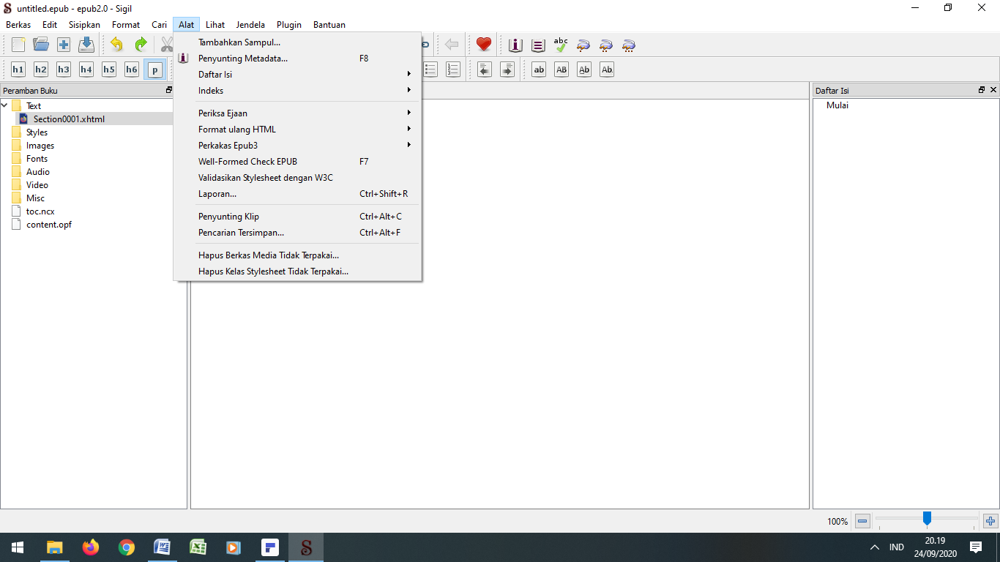 untitled.epub - epub2.0 - Sigil
Berkas Edit Sisipkan Format Cari Alat Lihat Jendela Plugin Bantuan
abc
h1 h2 h3 h4 h5 h6 p
ab AB Ab Ab.
Peramban Buku
Text
Section0001.xhtml
Styles
Images
Fonts
Audio
Video
Misc
toc.ncx
content.opf
Tambahkan Sampul...
Penyunting Metadata... F8
Daftar Isi
Indeks
Periksa Ejaan
Format ulang HTML
Perkakas Epub3
Well-Formed Check EPUB F7
Validasikan Stylesheet dengan W3C
Laporan... Ctrl+Shift+R
Penyunting Klip Ctrl+Alt+C
Pencarian Tersimpan... Ctrl+Alt+F
Hapus Berkas Media Tidak Terpakai...
Hapus Kelas Stylesheet Tidak Terpakai...
Daftar Isi
Mulai
100%
IND
20.19
24/09/2020